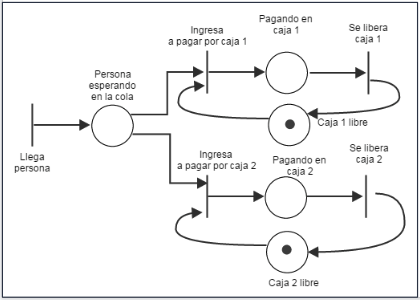 Llega
persona
Persona
esperando
en la cola
Ingresa
a pagar por caja 1
Pagando en
caja 1
Se libera
caja 1
Caja 1 libre
Ingresa
a pagar por caja 2
Pagando en
caja 2
Se libera
caja 2
Caja 2 libre